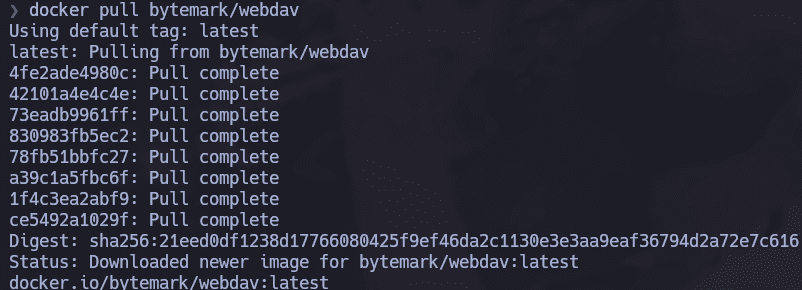 ❯ docker pull bytemark/webdav
Using default tag: latest
latest: Pulling from bytemark/webdav
4fe2ade4980c: Pull complete
42101a4e4c4e: Pull complete
73eadb9961ff: Pull complete
830983fb5ec2: Pull complete
78fb51bbfc27: Pull complete
a39c1a5fbc6f: Pull complete
1f4c3ea2abf9: Pull complete
ce5492a1029f: Pull complete
Digest: sha256:21eed0df1238d17766080425f9ef46da2c1130e3e3aa9eaf36794d2a72e7c616
Status: Downloaded newer image for bytemark/webdav:latest
docker.io/bytemark/webdav:latest